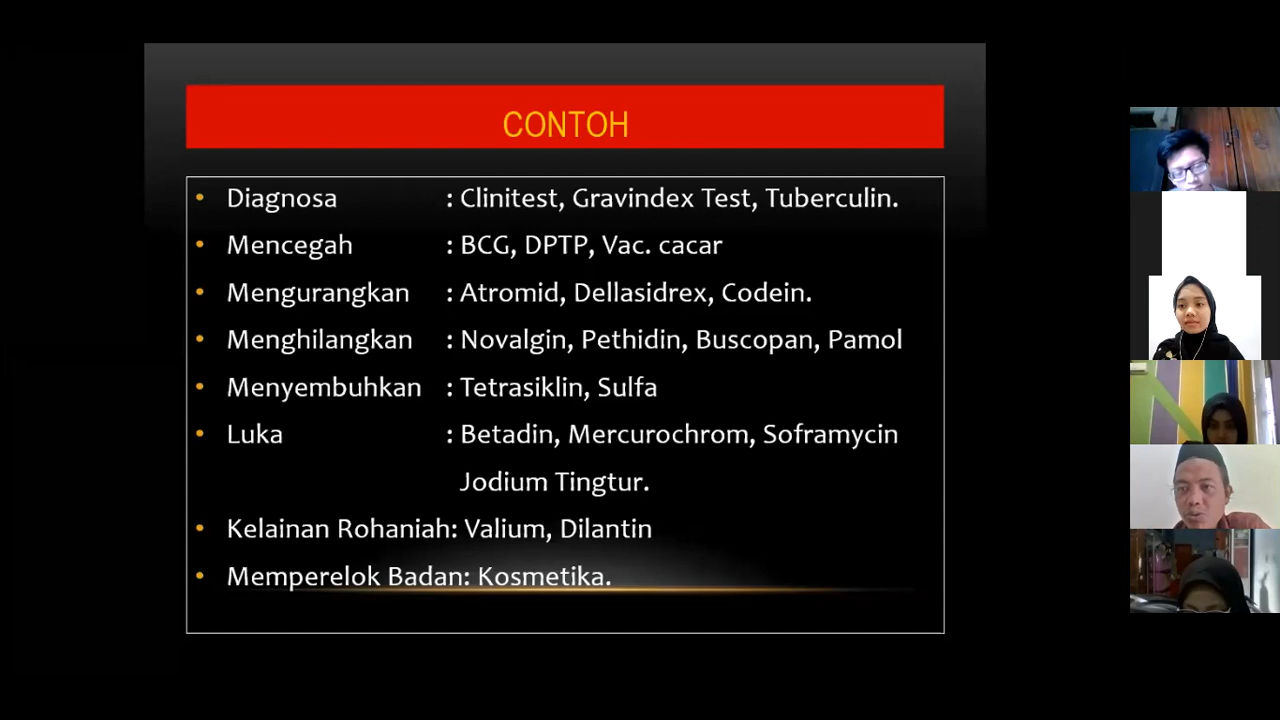 CONTOH
• Diagnosa : Clinitest, Gravindex Test, Tuberculin.
• Mencegah : BCG, DPTP, Vac. cacar
• Mengurangkan : Atromid, Dellasidrex, Codein.
• Menghilangkan : Novalgin, Pethidin, Buscopan, Pamol
• Menyembuhkan : Tetrasiklin, Sulfa
• Luka : Betadin, Mercurochrom, Soframycin
Jodium Tingtur.
• Kelainan Rohaniah: Valium, Dilantin
• Memperelok Badan: Kosmetika.